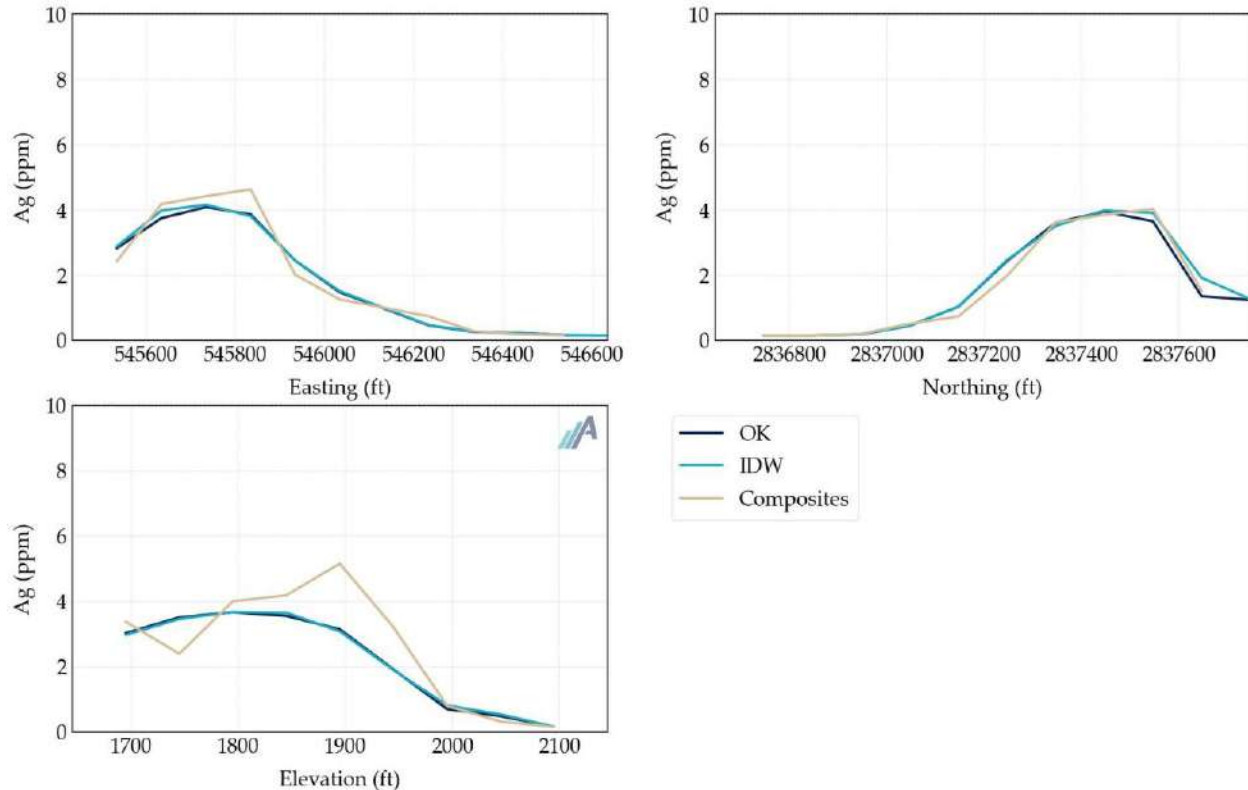 10
8
6
4
2
0
Ag (ppm)
545600 545800 546000 546200 546400 546600
Easting (ft)
10
8
6
4
2
0
Ag (ppm)
2836800 2837000 2837200 2837400 2837600
Northing (ft)
10
8
6
4
2
0
Ag (ppm)
1700 1800 1900 2000 2100
Elevation (ft)
A
OK
IDW
Composites